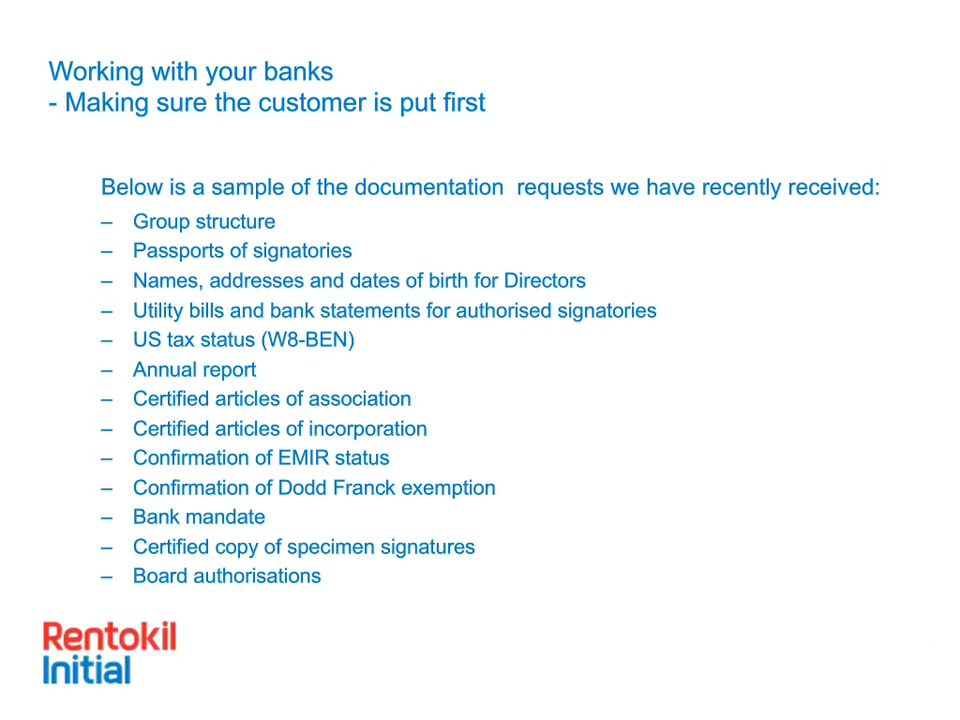 Working with your banks
- Making sure the customer is put first
Below is a sample of the documentation  requests we have recently received:
– Group structure
– Passports of signatories
– Names, addresses and dates of birth for Directors
– Utility bills and bank statements for authorised signatories
– US tax status (W8-BEN)
– Annual report
– Certified articles of association
– Certified articles of incorporation
– Confirmation of EMIR status
– Confirmation of Dodd Franck exemption
– Bank mandate
– Certified copy of specimen signatures
– Board authorisations
Rentokil
Initial